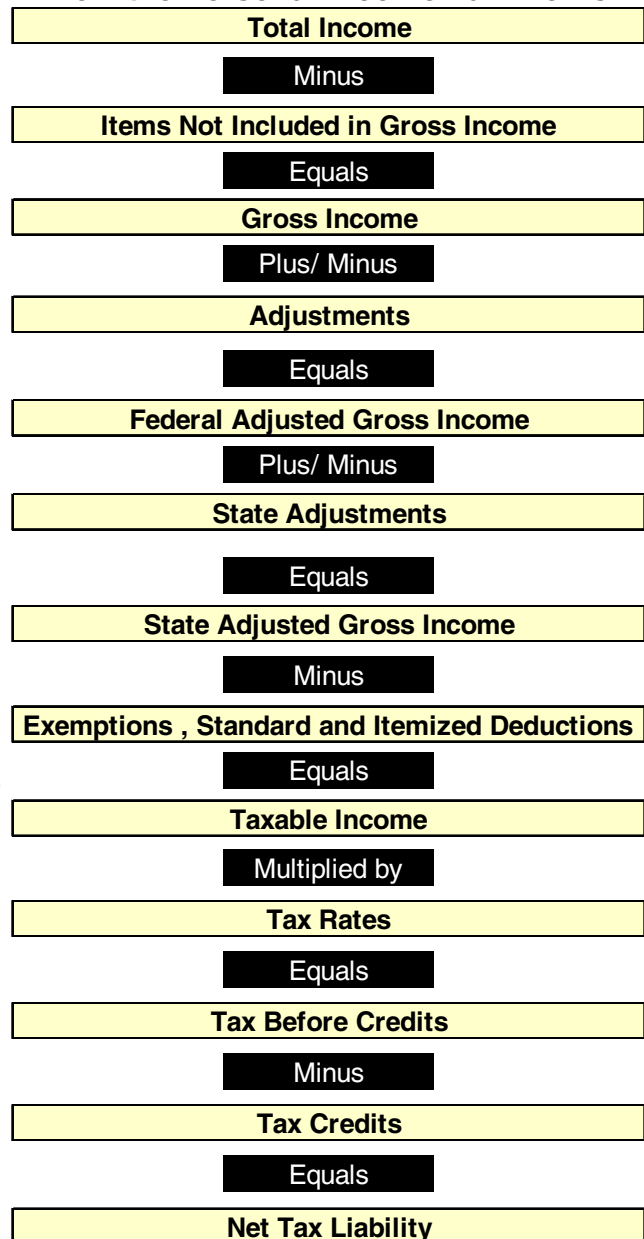 Total Income
Minus
Items Not Included in Gross Income
Equals
Gross Income
Plus/ Minus
Adjustments
Equals
Federal Adjusted Gross Income
Plus/ Minus
State Adjustments
Equals
State Adjusted Gross Income
Minus
Exemptions , Standard and Itemized Deductions
Equals
Taxable Income
Multiplied by
Tax Rates
Equals
Tax Before Credits
Minus
Tax Credits
Equals
Net Tax Liability